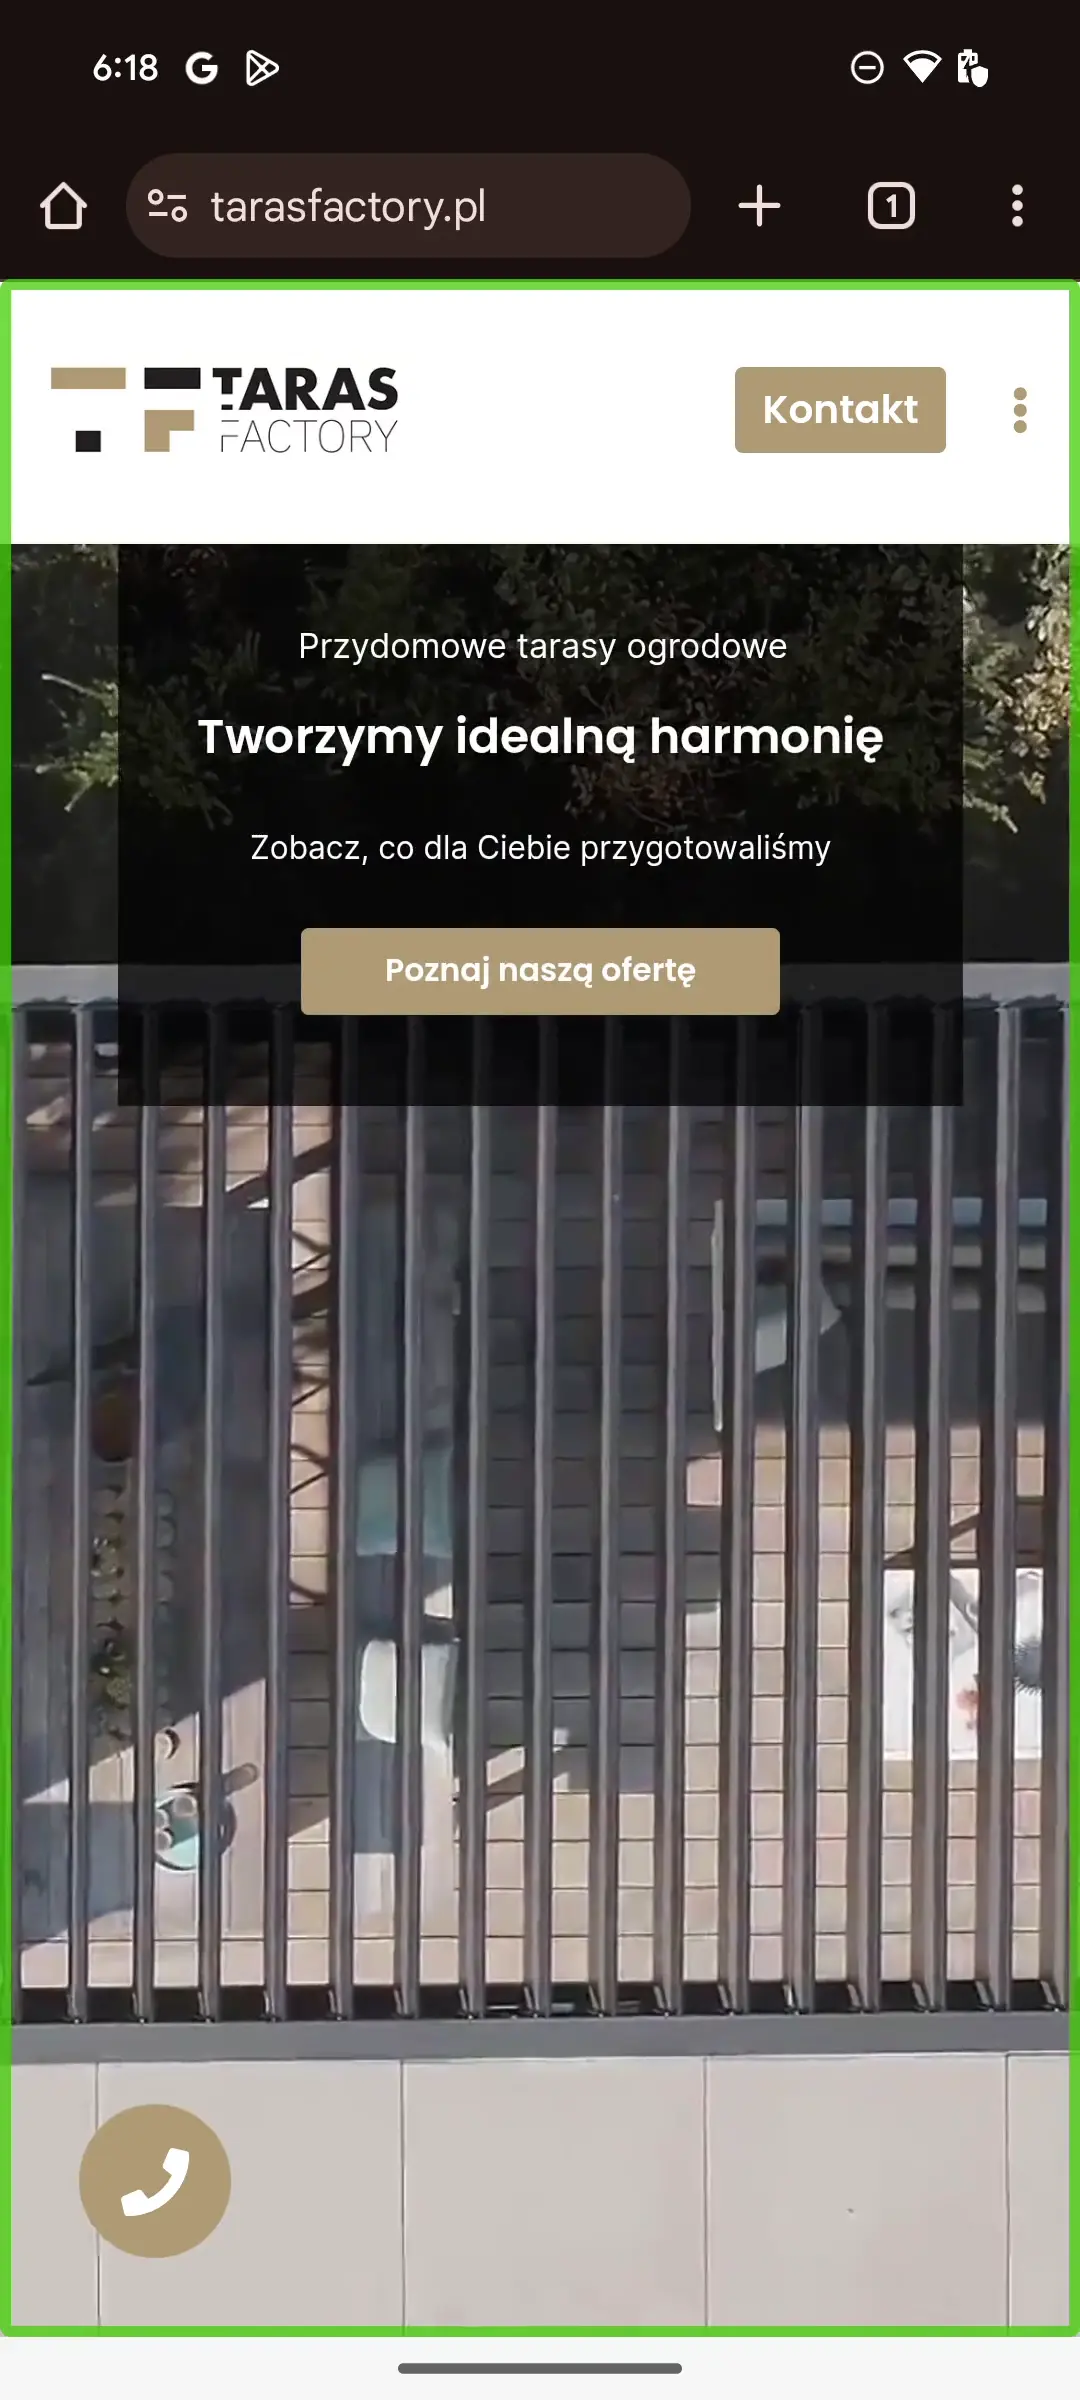 6:18
tarasfactory.pl
1
TARAS
FACTORY
Kontakt
Przydomowe tarasy ogrodowe
Tworzymy idealną harmonię
Zobacz, co dla Ciebie przygotowaliśmy
Poznaj naszą ofertę